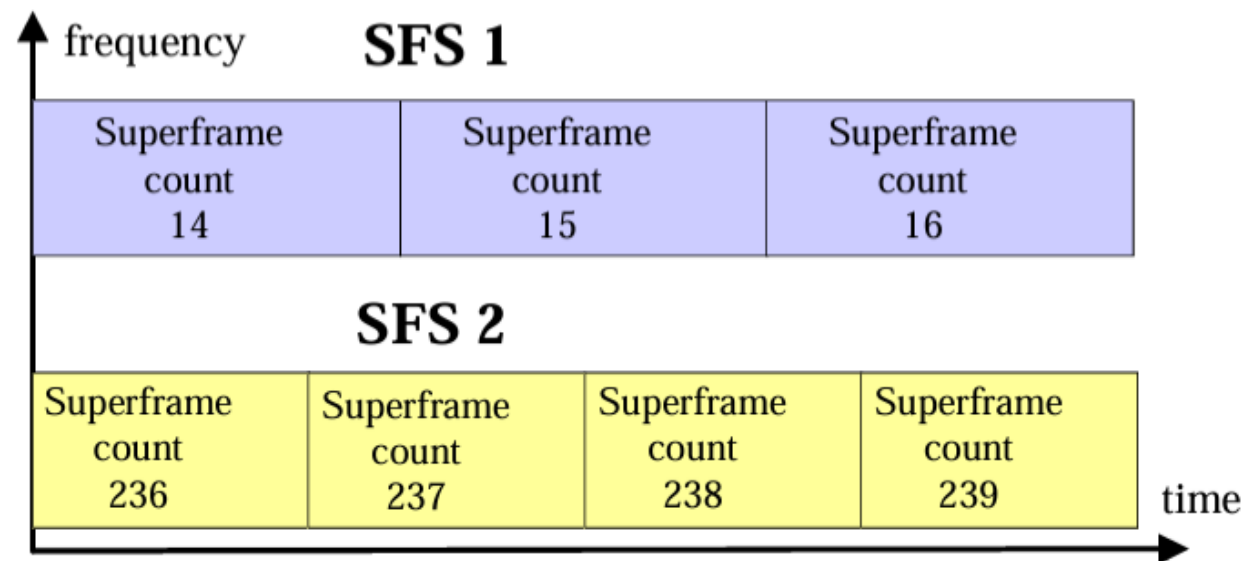 frequency
SFS 1
Superframe
count
14
Superframe
count
15
Superframe
count
16
SFS 2
Superframe
count
236
Superframe
count
237
Superframe
count
238
Superframe
count
239
time